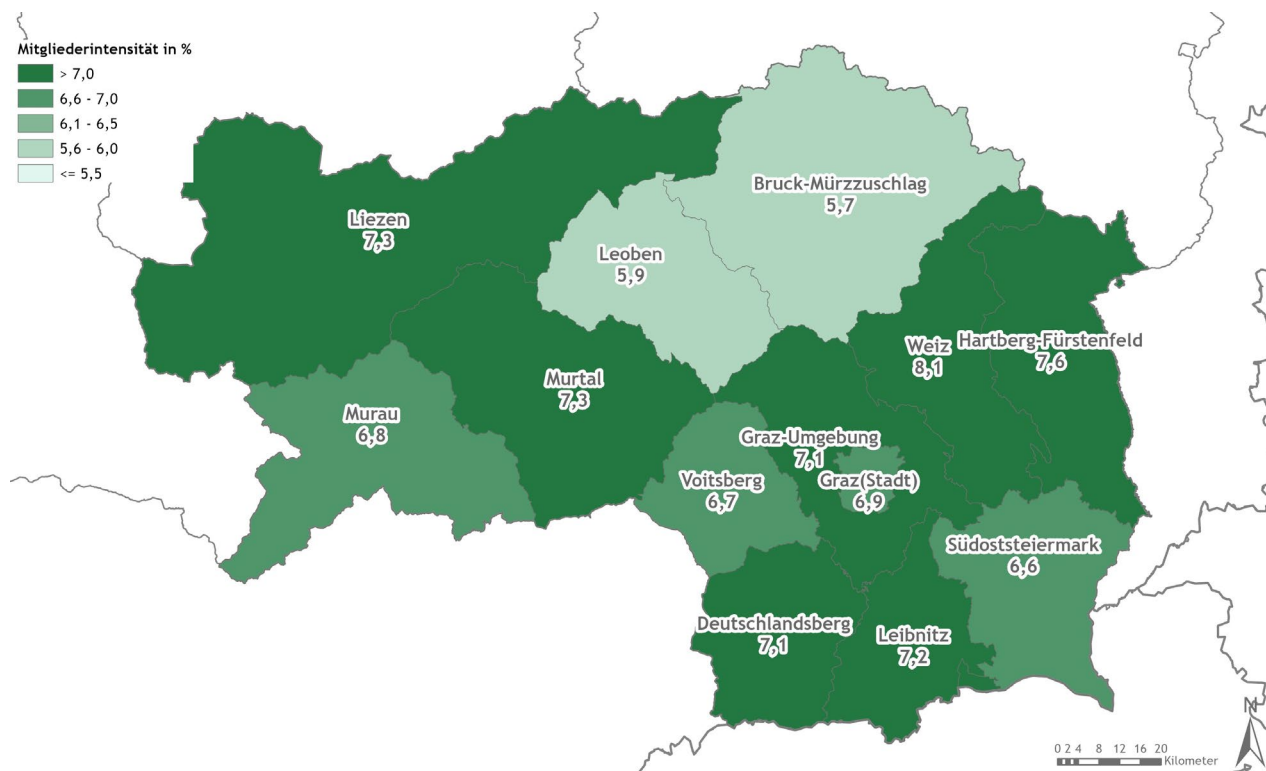 Mitgliederintensität in %
> 7,0
6,6 - 7,0
6,1 - 6,5
5,6 - 6,0
<= 5,5
Bruck-Mürzzuschlag
5,7
Liezen
7,3
Leoben
5,9
Weiz
8,1
Hartberg-Fürstenfeld
7,6
Murtal
7,3
Murau
6,8
Graz-Umgebung
7,1
Voitsberg
6,7
Graz(Stadt)
6,9
Südoststeiermark
6,6
Deutschlandsberg
7,1
Leibnitz
7,2
N
0 2 4 8 12 16 20
Kilometer